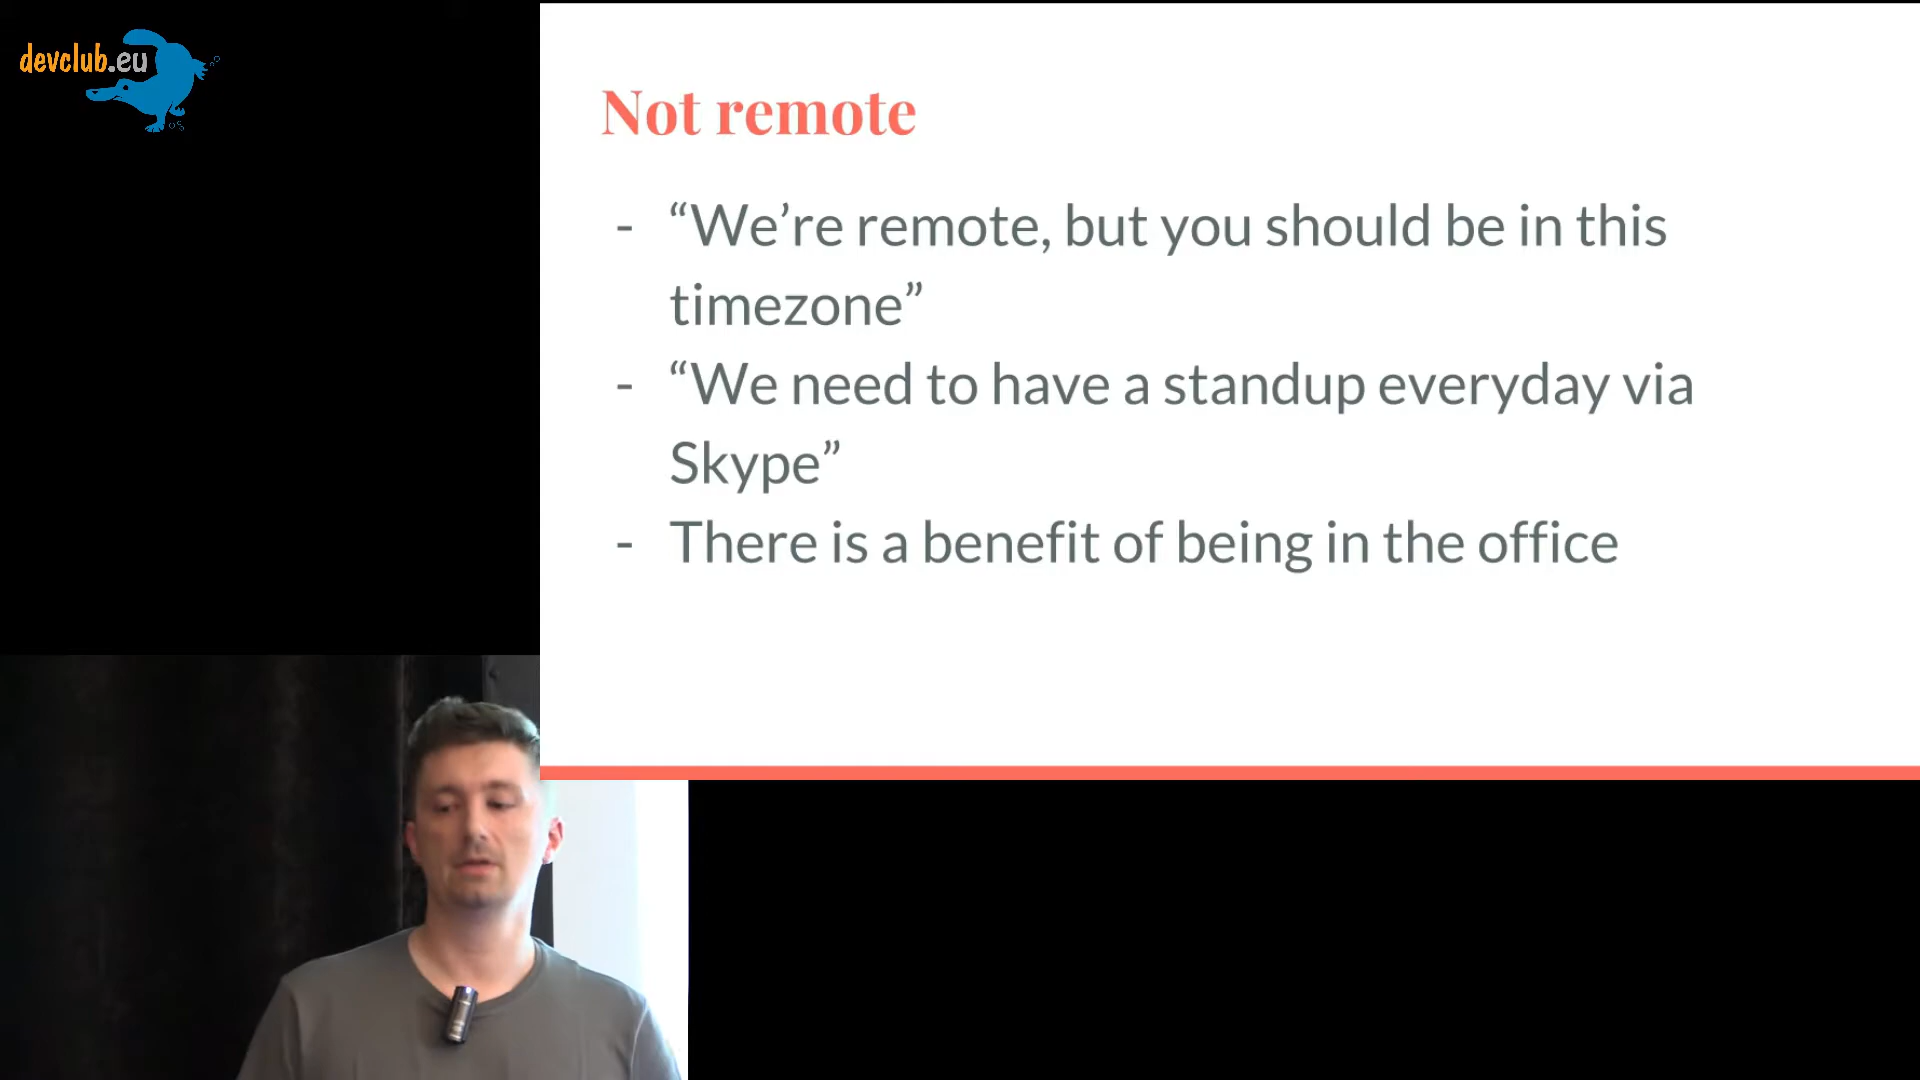 devclub.eu
Not remote
- “We’re remote, but you should be in this
timezone”
- “We need to have a standup everyday via
Skype”
- There is a benefit of being in the office